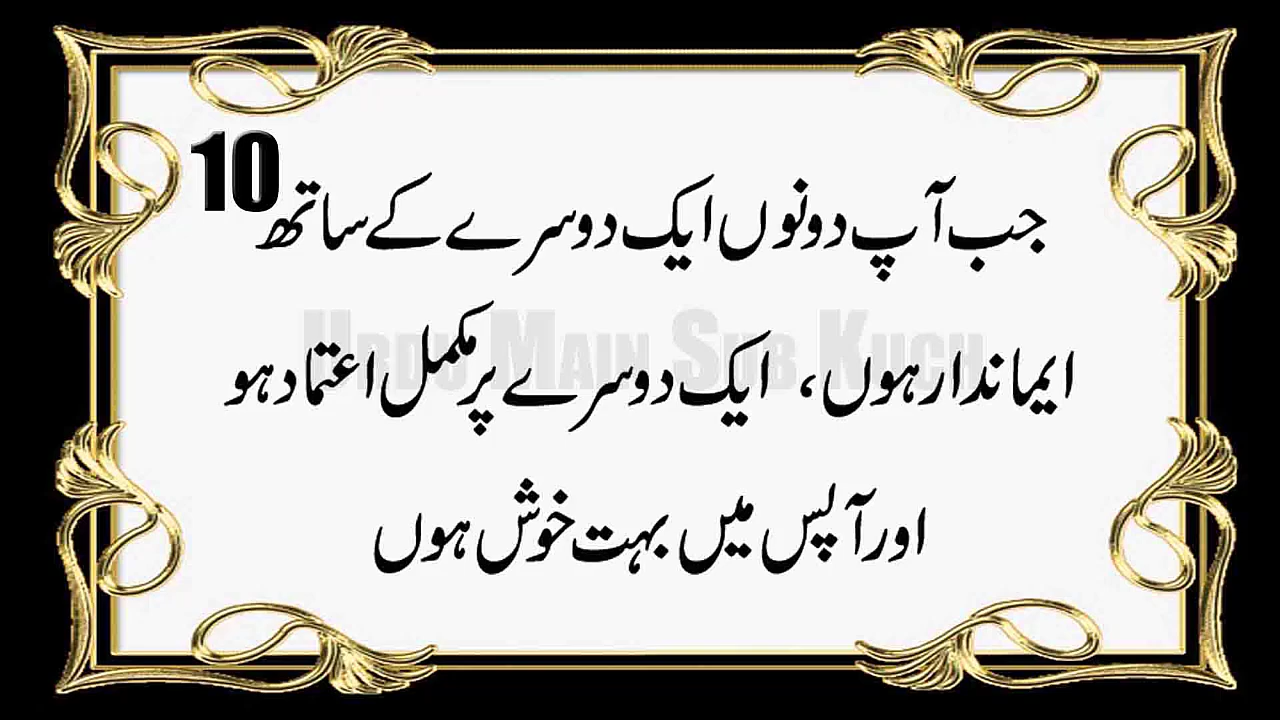 10
جب آپ دونوں ایک دوسرے کے ساتھ
ایماندار ہوں، ایک دوسرے پر مکمل اعتماد ہو
URDU MAIN SUB KUCH
اور آپس میں بہت خوش ہوں